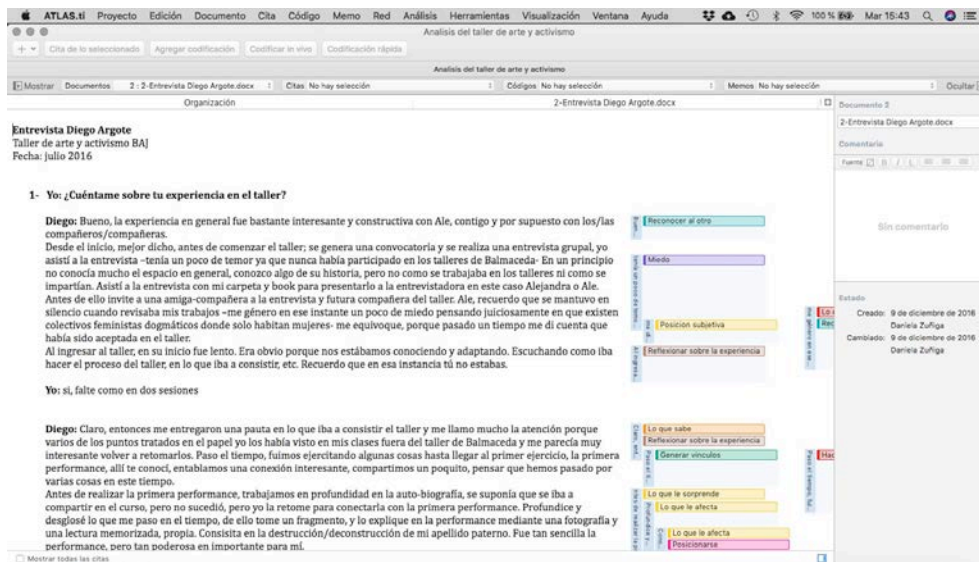 ATLAS.ti Proyecto Edición Documento Cita Código Memo Red Análisis Herramientas Visualización Ventana Ayuda 100 % Mar 15:43
Analisis del taller de arte y activismo
Cita de lo seleccionado Agregar codificación Codificar in vivo Codificación rápida
Analisis del taller de arte y activismo
Mostrar Documentos 2 : 2-Entrevista Diego Argote.docx Citas: No hay selección Códigos: No hay selección Memos: No hay selección Ocultar
Organización 2-Entrevista Diego Argote.docx
Entrevista Diego Argote
Taller de arte y activismo BAJ
Fecha: julio 2016
1- Yo: ¿Cuéntame sobre tu experiencia en el taller?
Diego: Bueno, la experiencia en general fue bastante interesante y constructiva con Ale, contigo y por supuesto con los/las
compañeros/compañeras.
Desde el inicio, mejor dicho, antes de comenzar el taller; se genera una convocatoria y se realiza una entrevista grupal, yo
asistí a la entrevista –tenía un poco de temor ya que nunca había participado en los talleres de Balmaceda- En un principio
no conocía mucho el espacio en general, conozco algo de su historia, pero no como se trabajaba en los talleres ni como se
impartían. Asistí a la entrevista con mi carpeta y book para presentarlo a la entrevistadora en este caso Alejandra o Ale.
Antes de ello invite a una amiga-compañera a la entrevista y futura compañera del taller. Ale, recuerdo que se mantuvo en
silencio cuando revisaba mis trabajos –me género en ese instante un poco de miedo pensando juiciosamente en que existen
colectivos feministas dogmáticos donde solo habitan mujeres- me equivoque, porque pasado un tiempo me di cuenta que
había sido aceptada en el taller.
Al ingresar al taller, en su inicio fue lento. Era obvio porque nos estábamos conociendo y adaptando. Escuchando como iba
hacer el proceso del taller, en lo que iba a consistir, etc. Recuerdo que en esa instancia tú no estabas.
Yo: si, falte como en dos sesiones
Diego: Claro, entonces me entregaron una pauta en lo que iba a consistir el taller y me llamo mucho la atención porque
varios de los puntos tratados en el papel yo los había visto en mis clases fuera del taller de Balmaceda y me parecía muy
interesante volver a retomarlos. Paso el tiempo, fuimos ejercitando algunas cosas hasta llegar al primer ejercicio, la primera
performance, allí te conocí, entablamos una conexión interesante, compartimos un poquito, pensar que hemos pasado por
varias cosas en este tiempo.
Antes de realizar la primera performance, trabajamos en profundidad en la auto-biografía, se suponía que se iba a
compartir en el curso, pero no sucedió, pero yo la retome para conectarla con la primera performance. Profundice y
desglosé lo que me paso en el tiempo, de ello tome un fragmento, y lo explique en la performance mediante una fotografía y
una lectura memorizada, propia. Consisita en la destrucción/deconstrucción de mi apellido paterno. Fue tan sencilla la
performance, pero tan poderosa en importante para mí.
Mostrar todas las citas
Reconocer al otro
Miedo
Posición subjetiva
Reflexionar sobre la experiencia
Lo que sabe
Reflexionar sobre la experiencia
Generar vínculos
Lo que le sorprende
Lo que le afecta
Lo que le afecta
Posicionarse
Documento 2
2-Entrevista Diego Argote.docx
Comentario
Fuente
Sin comentario
Estado
Creado: 9 de diciembre de 2016
Daniela Zuñiga
Cambiado: 9 de diciembre de 2016
Daniela Zuñiga